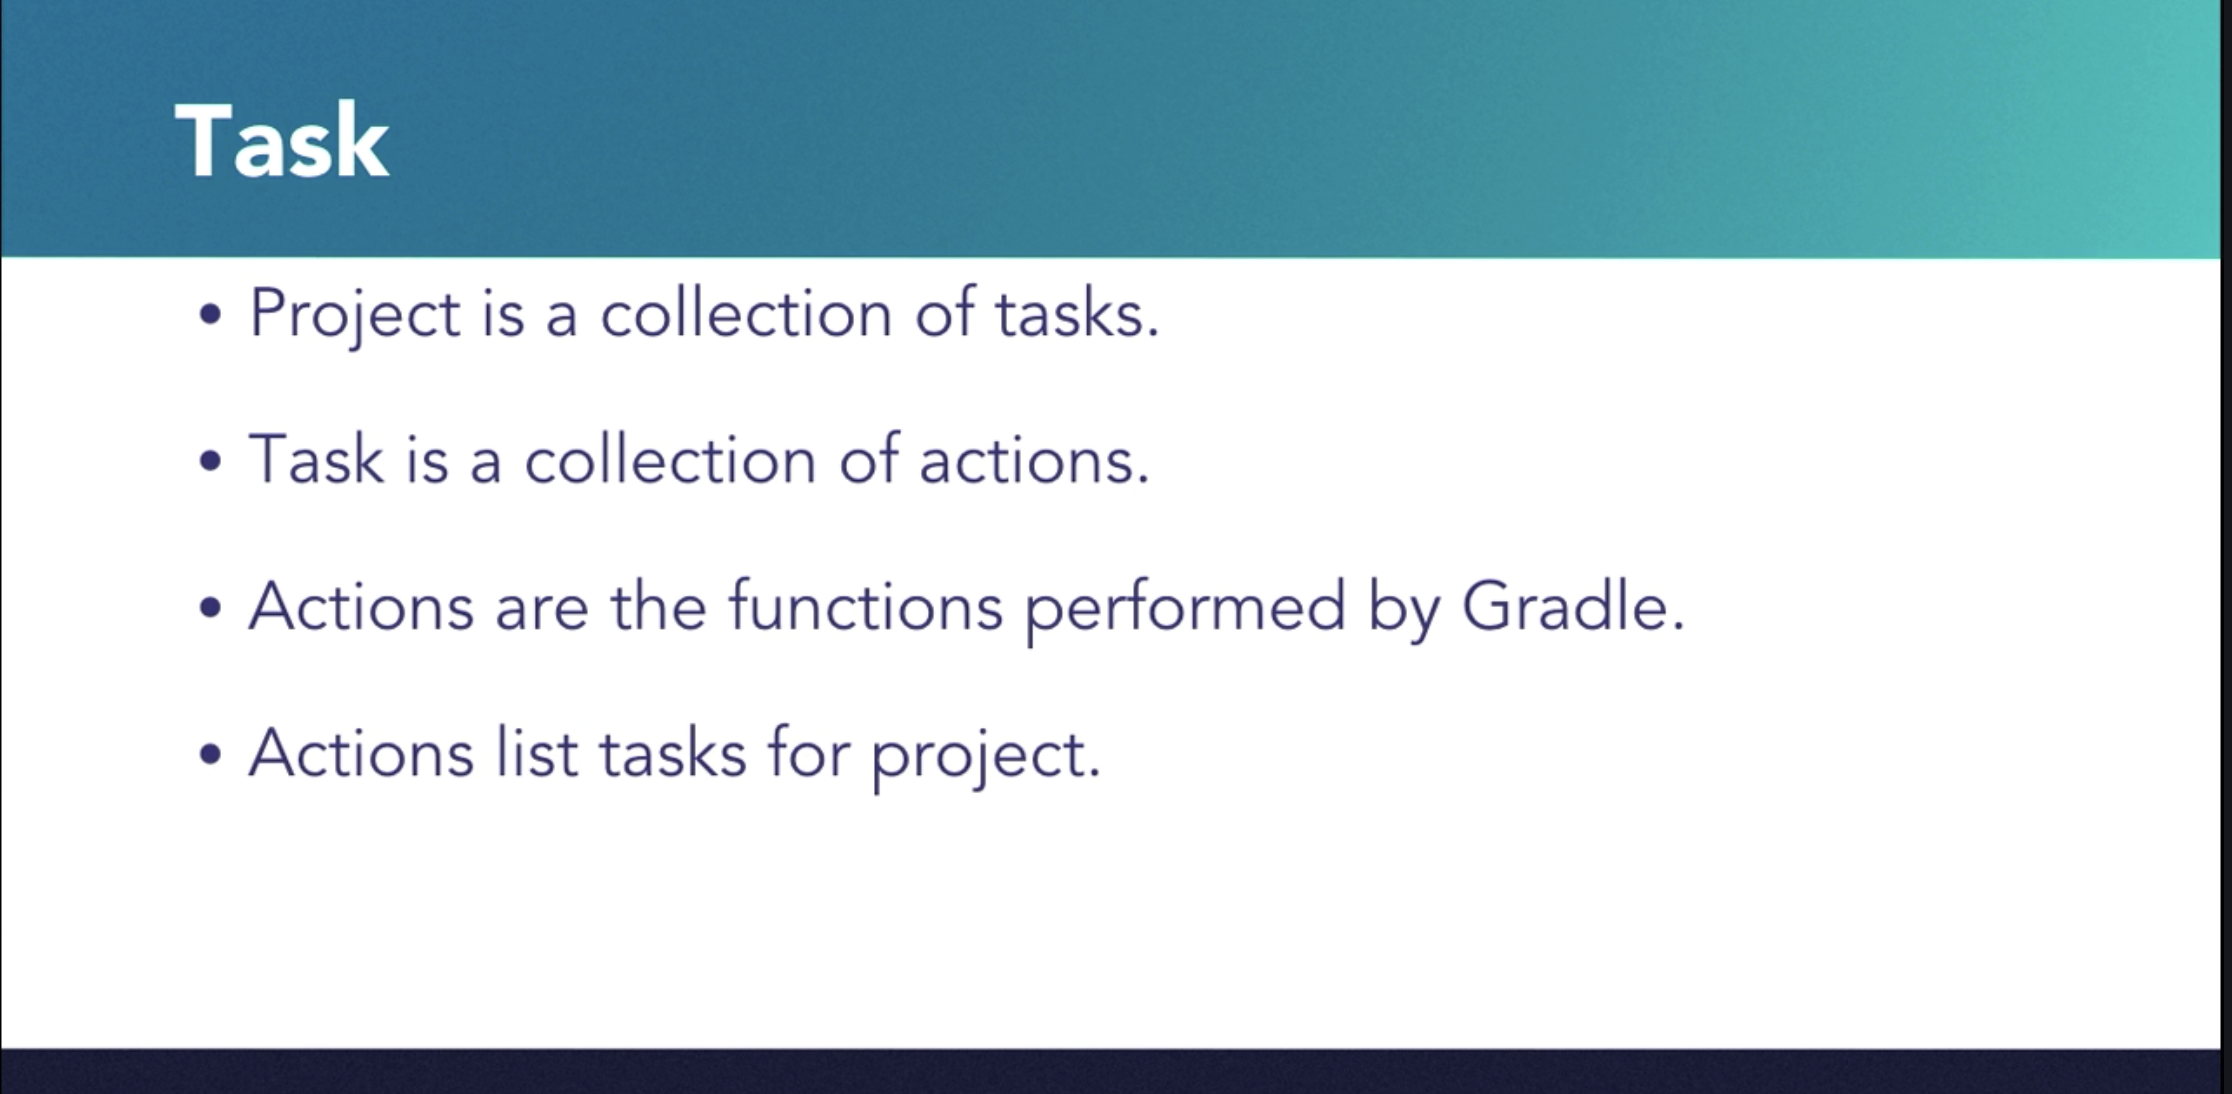 Task
• Project is a collection of tasks.
• Task is a collection of actions.
• Actions are the functions performed by Gradle.
• Actions list tasks for project.